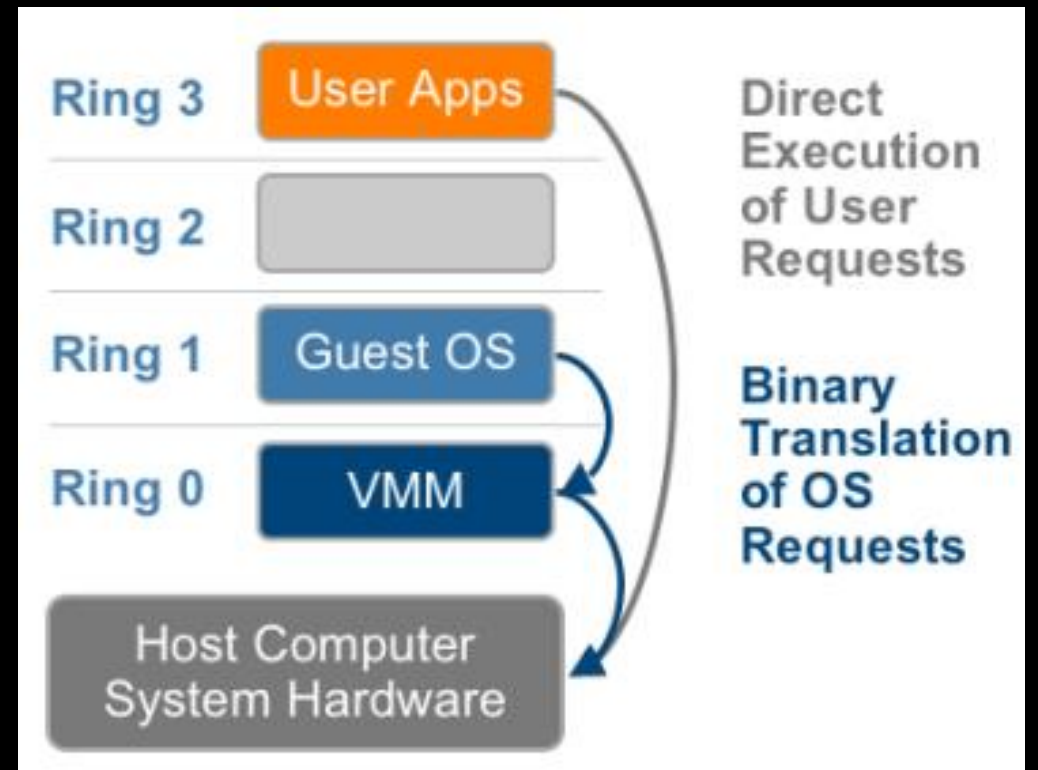 Ring 3
User Apps
Ring 2
Ring 1
Guest OS
Ring 0
VMM
Host Computer
System Hardware
Direct
Execution
of User
Requests
Binary
Translation
of OS
Requests